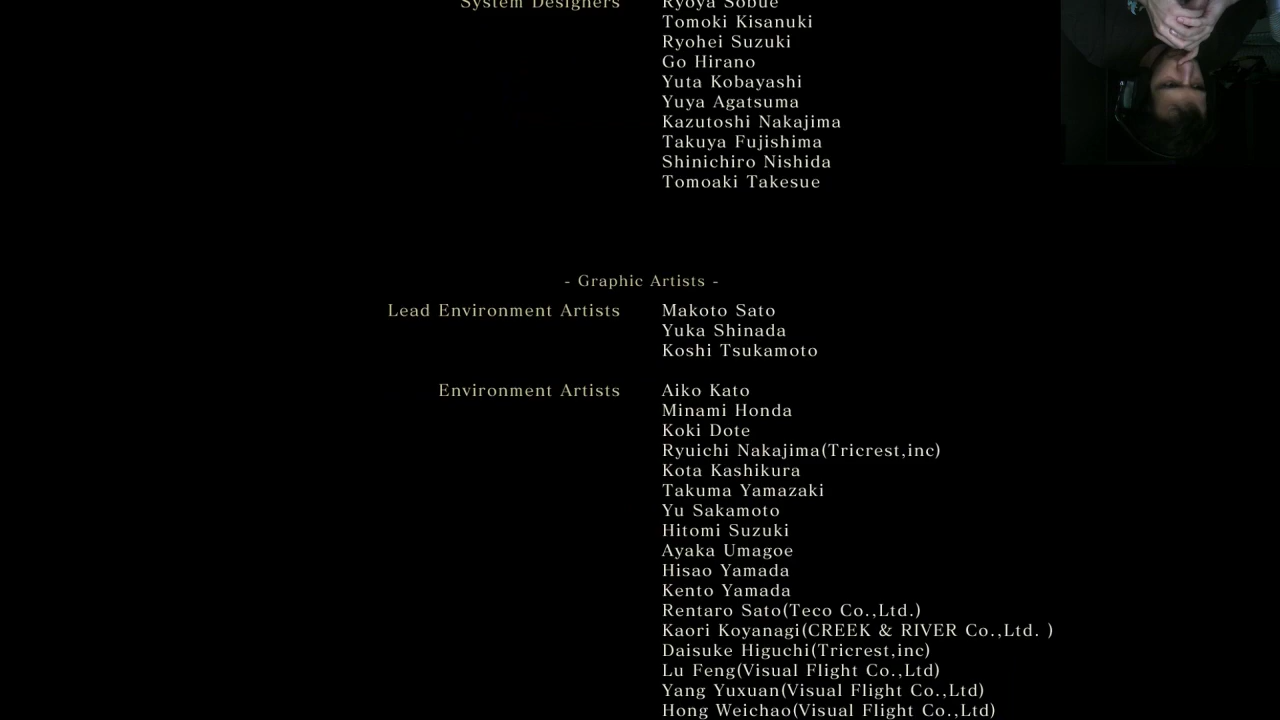 System Designers Ryoya Sobue
Tomoki Kisanuki
Ryohei Suzuki
Go Hirano
Yuta Kobayashi
Yuya Agatsuma
Kazutoshi Nakajima
Takuya Fujishima
Shinichiro Nishida
Tomoaki Takesue
- Graphic Artists -
Lead Environment Artists Makoto Sato
Yuka Shinada
Koshi Tsukamoto
Environment Artists Aiko Kato
Minami Honda
Koki Dote
Ryuichi Nakajima(Tricrest,inc)
Kota Kashikura
Takuma Yamazaki
Yu Sakamoto
Hitomi Suzuki
Ayaka Umagoe
Hisao Yamada
Kento Yamada
Rentaro Sato(Teco Co.,Ltd.)
Kaori Koyanagi(CREEK & RIVER Co.,Ltd. )
Daisuke Higuchi(Tricrest,inc)
Lu Feng(Visual Flight Co.,Ltd)
Yang Yuxuan(Visual Flight Co.,Ltd)
Hong Weichao(Visual Flight Co.,Ltd)